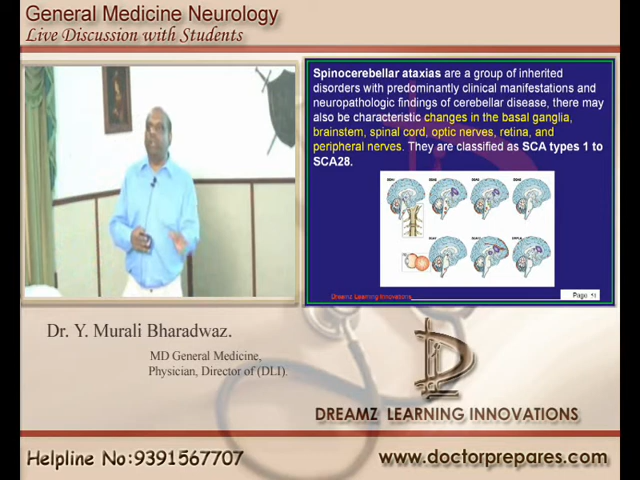 General Medicine Neurology
Live Discussion with Students
Spinocerebellar ataxias are a group of inherited
disorders with predominantly clinical manifestations and
neuropathologic findings of cerebellar disease, there may
also be characteristic changes in the basal ganglia,
brainstem, spinal cord, optic nerves, retina, and
peripheral nerves. They are classified as SCA types 1 to
SCA28.
Dreamz Learning Innovations
Page
Dr. Y. Murali Bharadwaz.
MD General Medicine,
Physician, Director of (DLI).
DREAMZ LEARNING INNOVATIONS
Helpline No:9391567707
www.doctorprepares.com